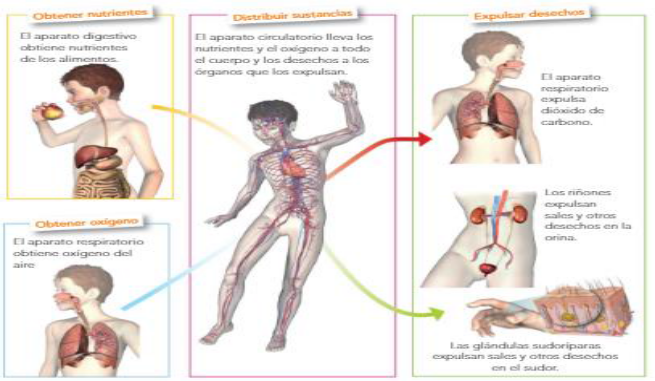 Obtener nutrientes
El aparato digestivo
obtiene nutrientes
de los alimentos.
Obtener oxígeno
El aparato respiratorio
obtiene oxígeno del
aire
Distribuir sustancias
El aparato circulatorio lleva los
nutrientes y el oxígeno a todo
el cuerpo y los desechos a los
órganos que los expulsan.
Expulsar desechos
El aparato
respiratorio
expulsa
dióxido de
carbono.
Los riñones
expulsan
sales y otros
desechos en la
orina.
Las glándulas sudoríparas
expulsan sales y otros desechos
en el sudor.